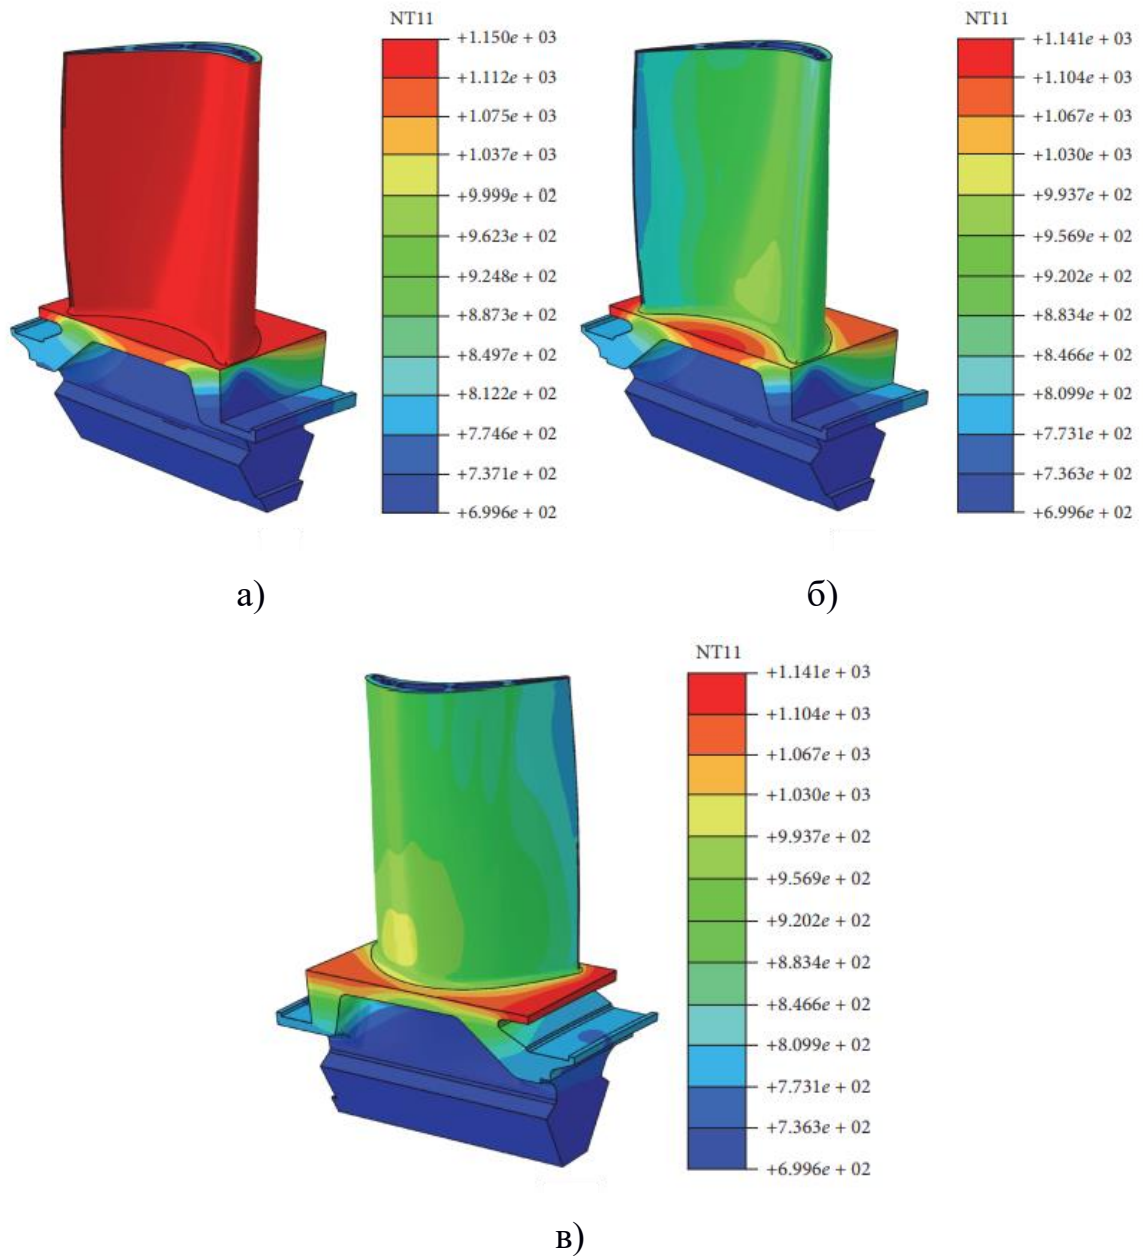 NT11
+1.150e + 03
+1.112e + 03
+1.075e + 03
+1.037e + 03
+9.999e + 02
+9.623e + 02
+9.248e + 02
+8.873e + 02
+8.497e + 02
+8.122e + 02
+7.746e + 02
+7.371e + 02
+6.996e + 02
а)
NT11
+1.141e + 03
+1.104e + 03
+1.067e + 03
+1.030e + 03
+9.937e + 02
+9.569e + 02
+9.202e + 02
+8.834e + 02
+8.466e + 02
+8.099e + 02
+7.731e + 02
+7.363e + 02
+6.996e + 02
б)
NT11
+1.141e + 03
+1.104e + 03
+1.067e + 03
+1.030e + 03
+9.937e + 02
+9.569e + 02
+9.202e + 02
+8.834e + 02
+8.466e + 02
+8.099e + 02
+7.731e + 02
+7.363e + 02
+6.996e + 02
в)